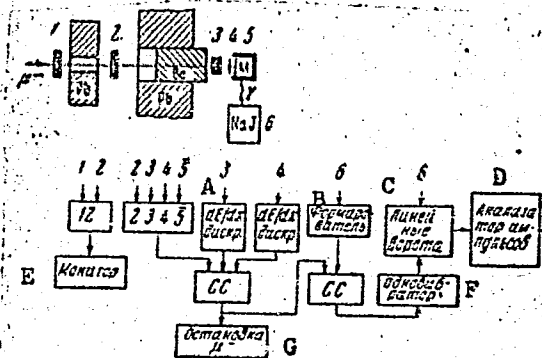 1 2 3 4 5
μ⁻
Pb Pb Be M
γ
NaJ 6
1 2 2 3 4 5 A 3 4 6 B C 6 D
12 2 3 4 5 dE/dx дискр. dE/dx дискр. Формирователь Линейные ворота Анализатор импульсов
E Монитор CC CC Одновибратор F
Остановка μ⁻ G